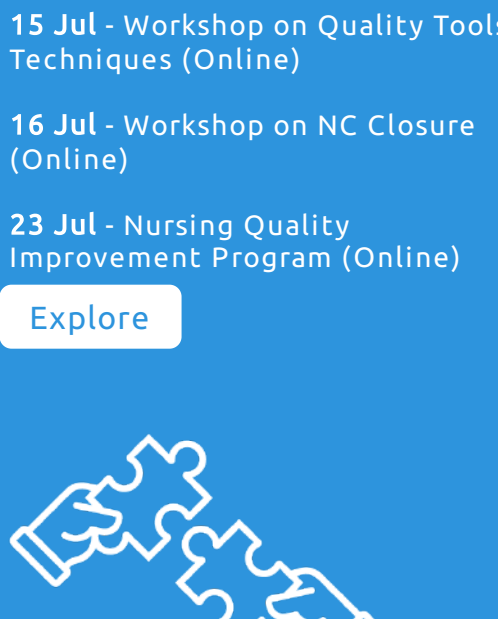 15 Jul - Workshop on Quality Tools
Techniques (Online)
16 Jul - Workshop on NC Closure
(Online)
23 Jul - Nursing Quality
Improvement Program (Online)
Explore